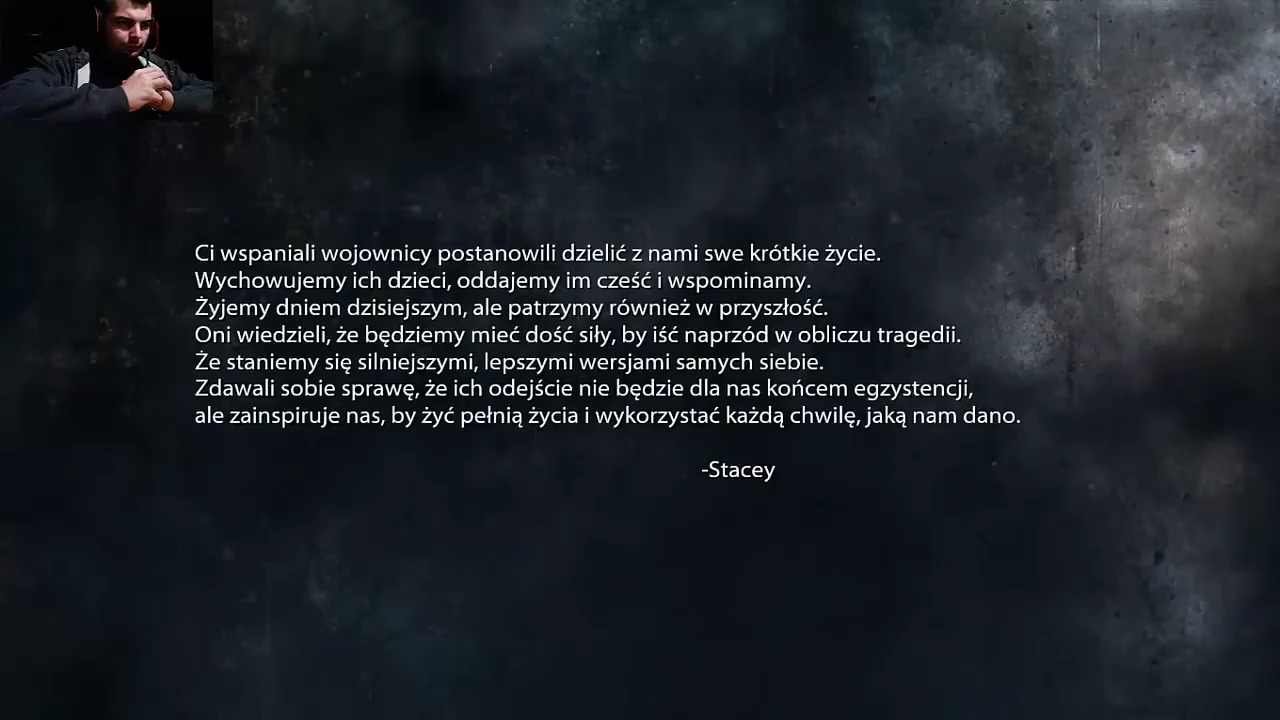 Ci wspaniali wojownicy postanowili dzielić z nami swe krótkie życie.
Wychowujemy ich dzieci, oddajemy im cześć i wspominamy.
Żyjemy dniem dzisiejszym, ale patrzymy również w przyszłość.
Oni wiedzieli, że będziemy mieć dość siły, by iść naprzód w obliczu tragedii.
Że staniemy się silniejszymi, lepszymi wersjami samych siebie.
Zdawali sobie sprawę, że ich odejście nie będzie dla nas końcem egzystencji,
ale zainspiruje nas, by żyć pełnią życia i wykorzystać każdą chwilę, jaką nam dano.
-Stacey